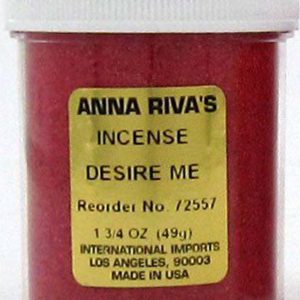 ANNA RIVA'S
INCENSE
DESIRE ME
Reorder No. 72557
1 3/4 OZ (49g)
INTERNATIONAL IMPORTS
LOS ANGELES, 90003
MADE IN USA